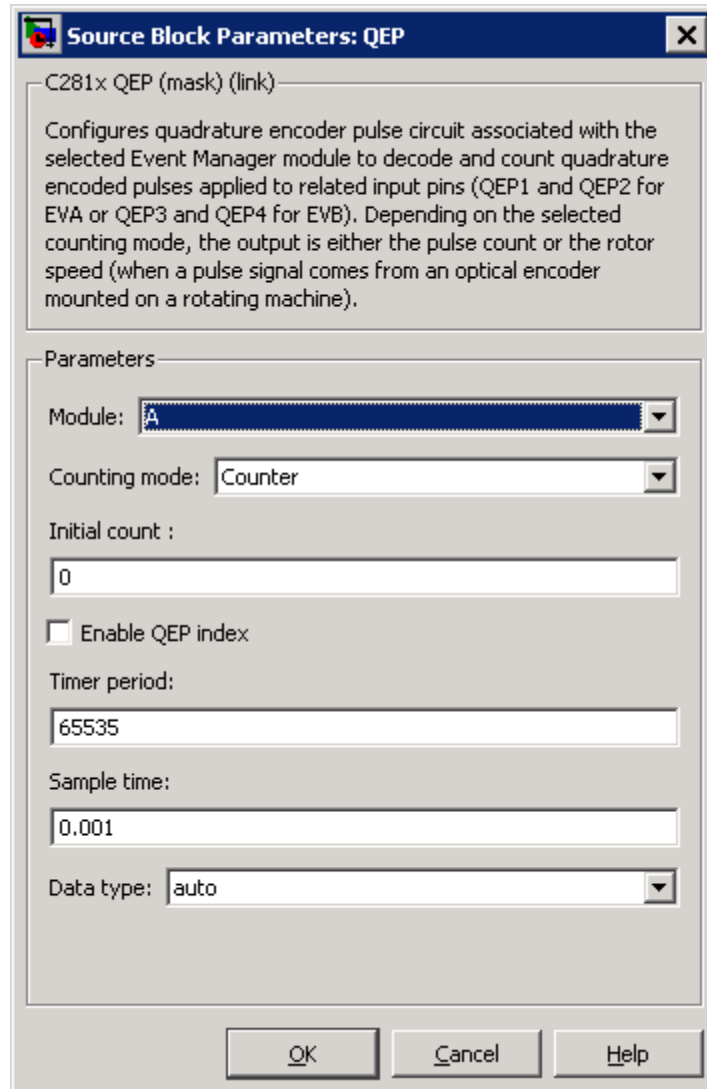 Source Block Parameters: QEP
C281x QEP (mask) (link)
Configures quadrature encoder pulse circuit associated with the
selected Event Manager module to decode and count quadrature
encoded pulses applied to related input pins (QEP1 and QEP2 for
EVA or QEP3 and QEP4 for EVB). Depending on the selected
counting mode, the output is either the pulse count or the rotor
speed (when a pulse signal comes from an optical encoder
mounted on a rotating machine).
Parameters
Module: A
Counting mode: Counter
Initial count :
0
Enable QEP index
Timer period:
65535
Sample time:
0.001
Data type: auto
OK Cancel Help